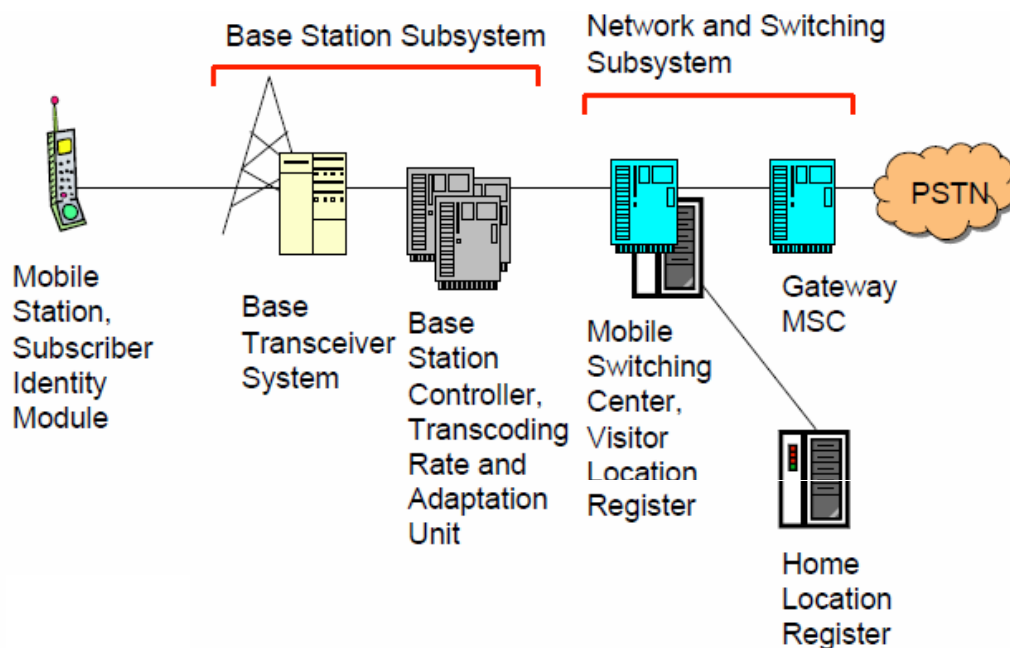 Base Station Subsystem
Network and Switching
Subsystem
PSTN
Mobile
Station,
Subscriber
Identity
Module
Base
Transceiver
System
Base
Station
Controller,
Transcoding
Rate and
Adaptation
Unit
Mobile
Switching
Center,
Visitor
Location
Register
Gateway
MSC
Home
Location
Register